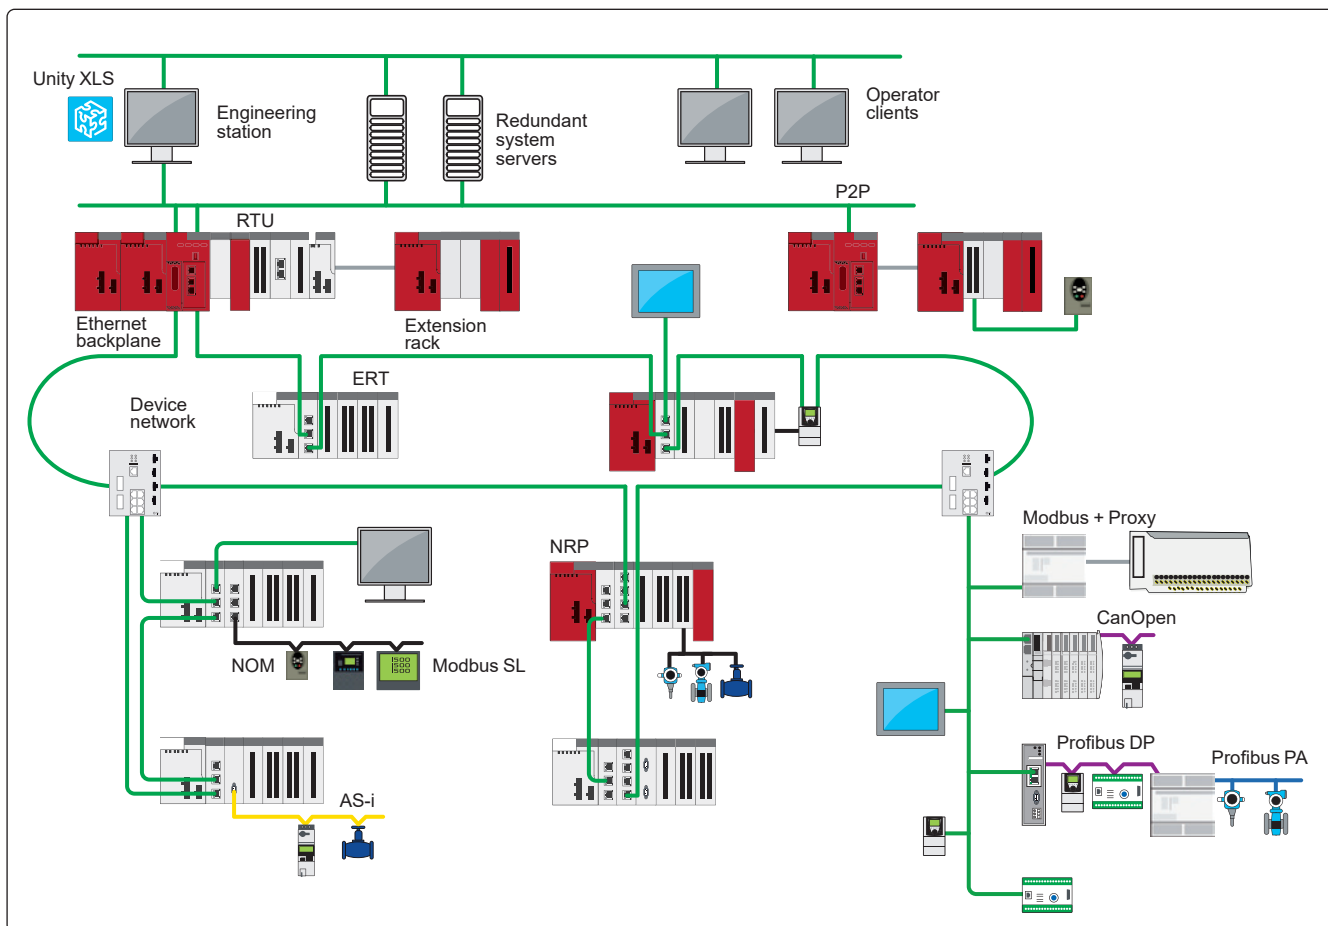 Unity XLS
Engineering
station
Redundant
system
servers
Operator
clients
P2P
RTU
Ethernet
backplane
Extension
rack
ERT
Device
network
Modbus + Proxy
NRP
CanOpen
NOM
Modbus SL
1500
1500
1500
Profibus DP
Profibus PA
AS-i